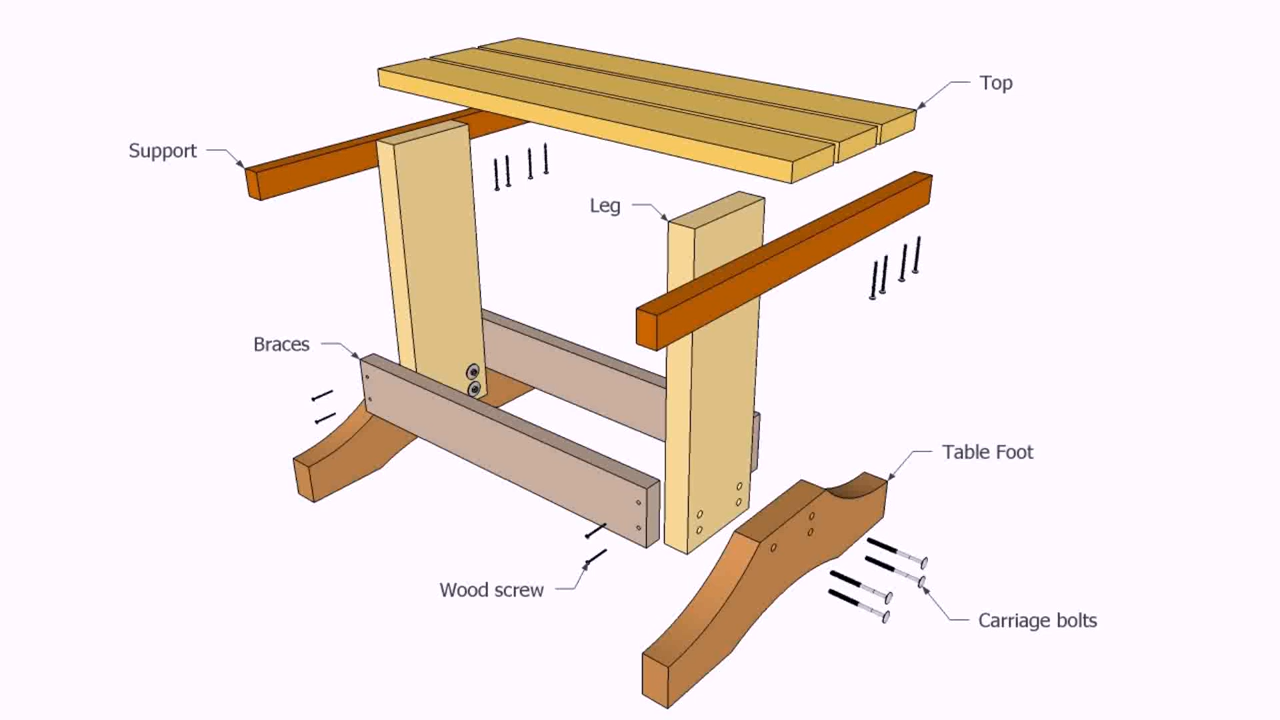 Top
Support
Leg
Braces
Table Foot
Wood screw
Carriage bolts